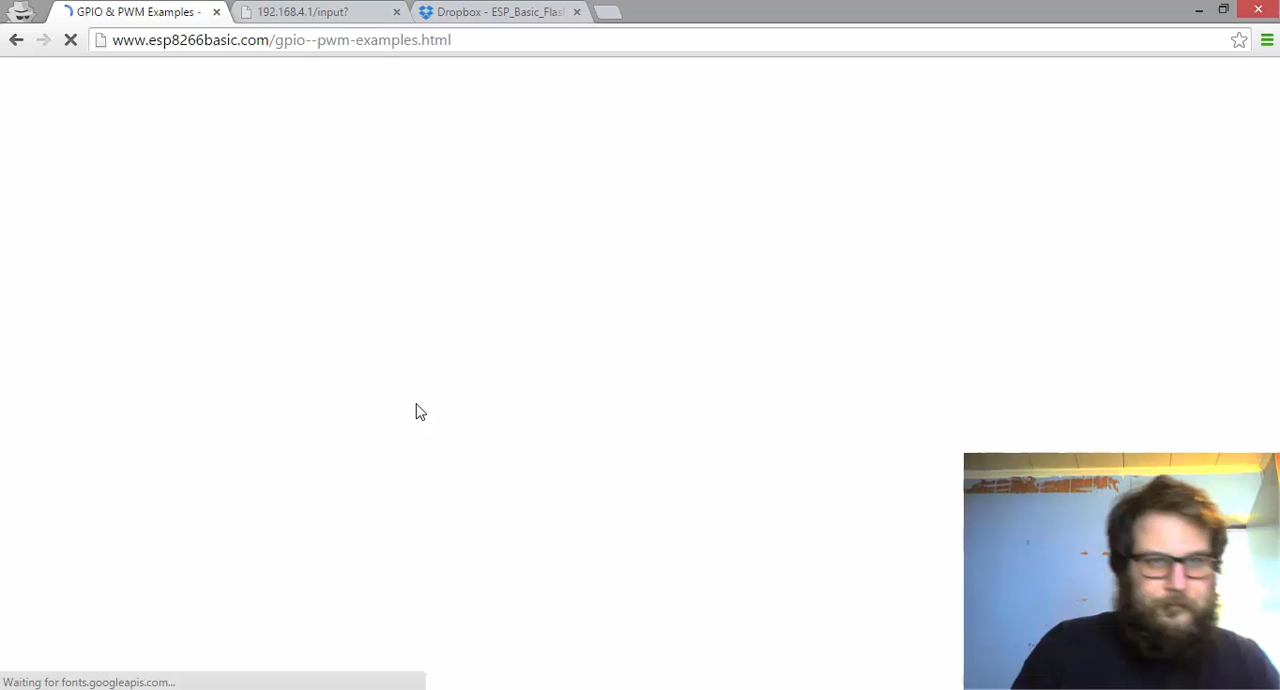 GPIO & PWM Examples -
192.168.4.1/input?
Dropbox - ESP_Basic_Flas
www.esp8266basic.com/gpio--pwm-examples.html
Waiting for fonts.googleapis.com...